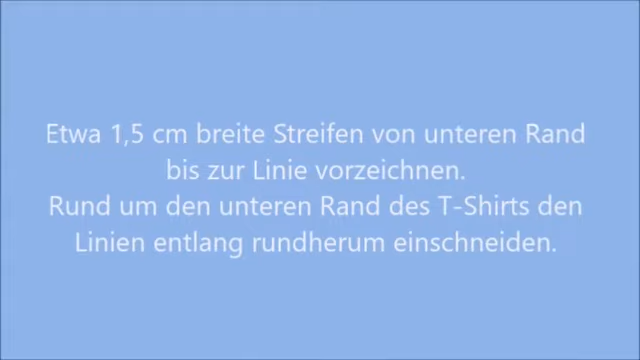 Etwa 1,5 cm breite Streifen von unteren Rand
bis zur Linie vorzeichnen.
Rund um den unteren Rand des T-Shirts den
Linien entlang rundherum einschneiden.